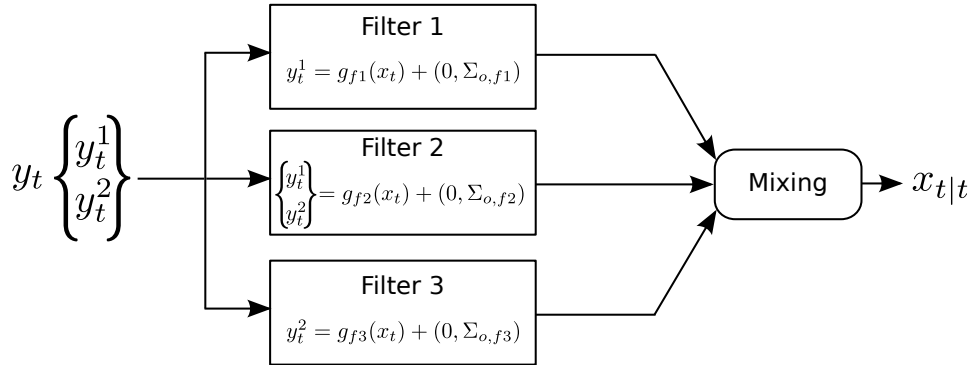 Filter 1
y_t^1 = g_{f1}(x_t) + (0, Σ_{o,f1})
y_t {y_t^1 y_t^2}
Filter 2
{y_t^1 y_t^2} = g_{f2}(x_t) + (0, Σ_{o,f2})
Filter 3
y_t^2 = g_{f3}(x_t) + (0, Σ_{o,f3})
Mixing
x_{t|t}